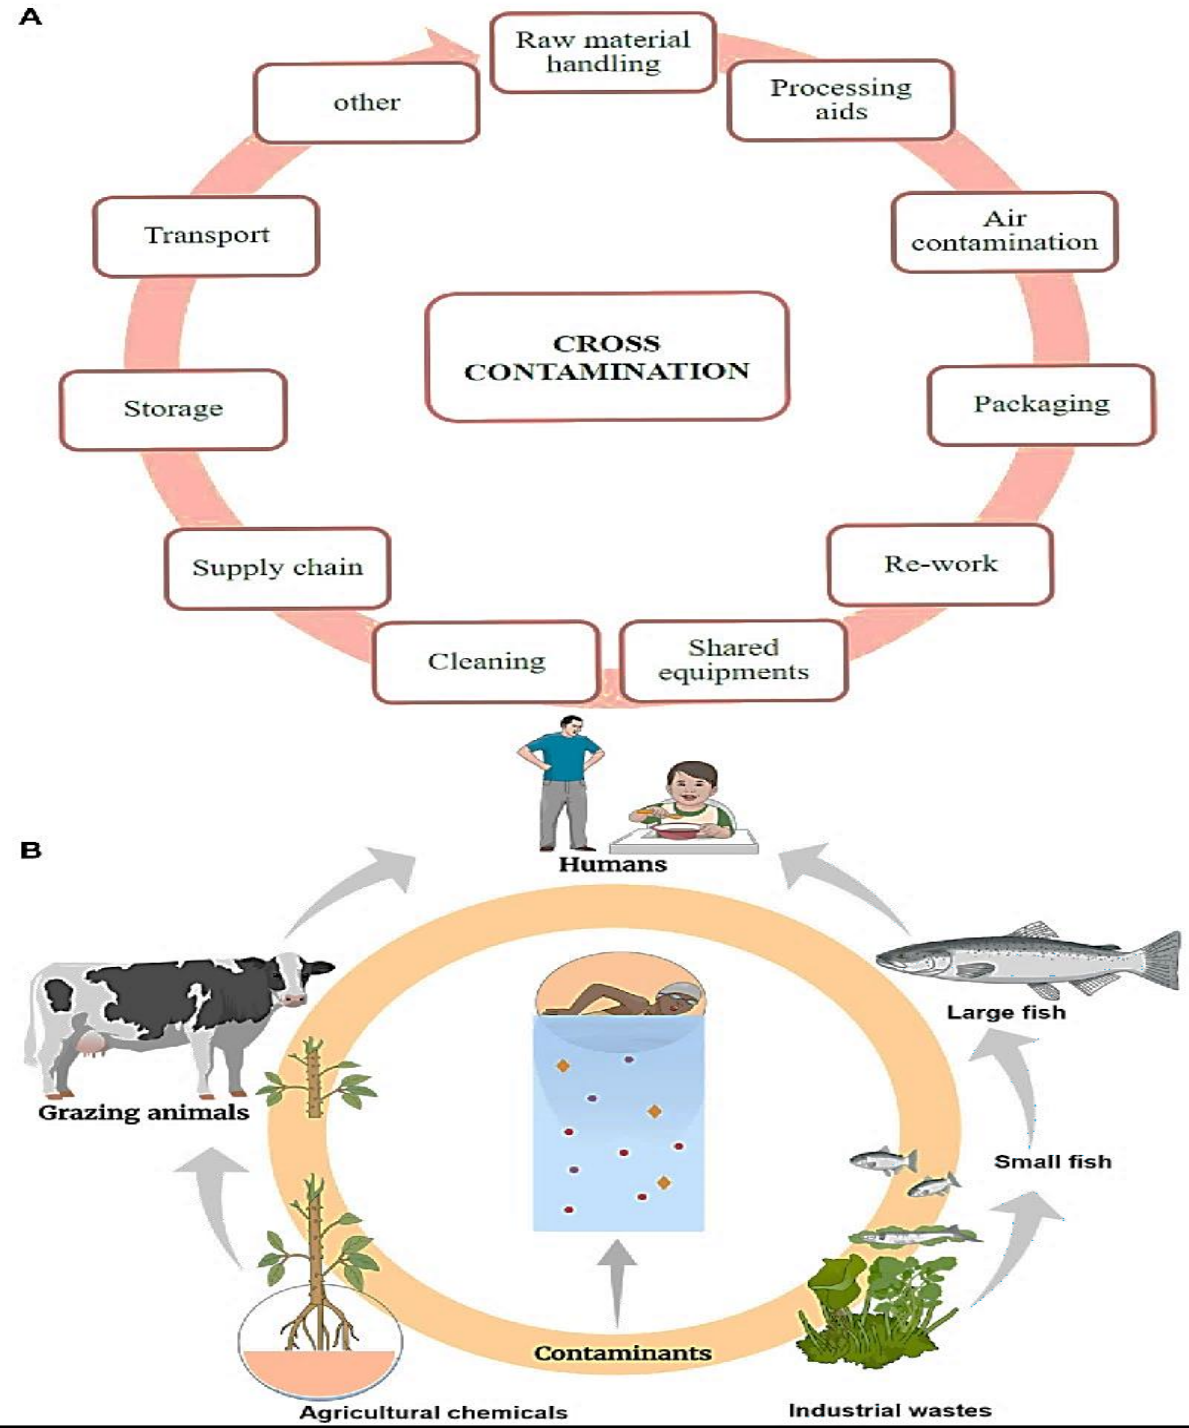 A
Raw material
handling
Processing
aids
other
Air
contamination
Transport
CROSS
CONTAMINATION
Packaging
Storage
Re-work
Supply chain
Shared
equipments
Cleaning
B
Humans
Large fish
Grazing animals
Small fish
Contaminants
Agricultural chemicals
Industrial wastes